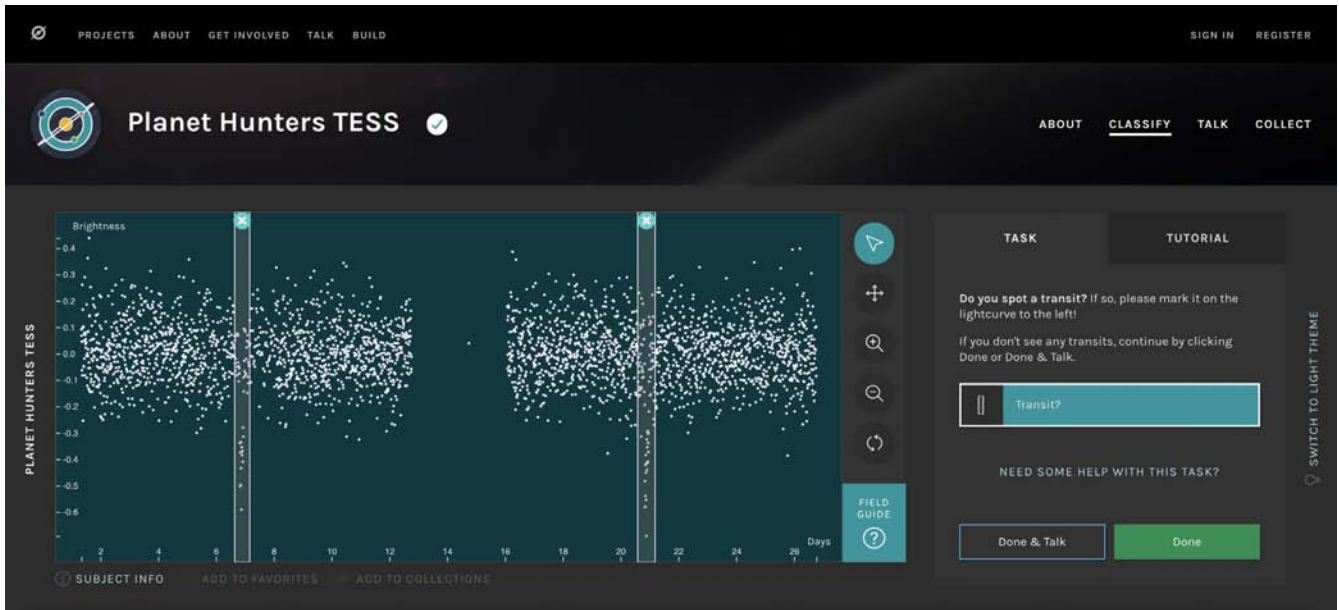 PROJECTS ABOUT GET INVOLVED TALK BUILD
SIGN IN REGISTER
Planet Hunters TESS
ABOUT CLASSIFY TALK COLLECT
PLANET HUNTERS TESS
Brightness
0.4
0.3
0.2
0.1
0.0
-0.1
-0.2
-0.3
-0.4
-0.5
-0.6
2 4 6 8 10 12 14 16 18 20 22 24 26
Days
FIELD
GUIDE
?
SUBJECT INFO ADD TO FAVORITES ADD TO COLLECTIONS
TASK TUTORIAL
Do you spot a transit? If so, please mark it on the
lightcurve to the left!
If you don't see any transits, continue by clicking
Done or Done & Talk.
Transit?
NEED SOME HELP WITH THIS TASK?
Done & Talk Done
SWITCH TO LIGHT THEME